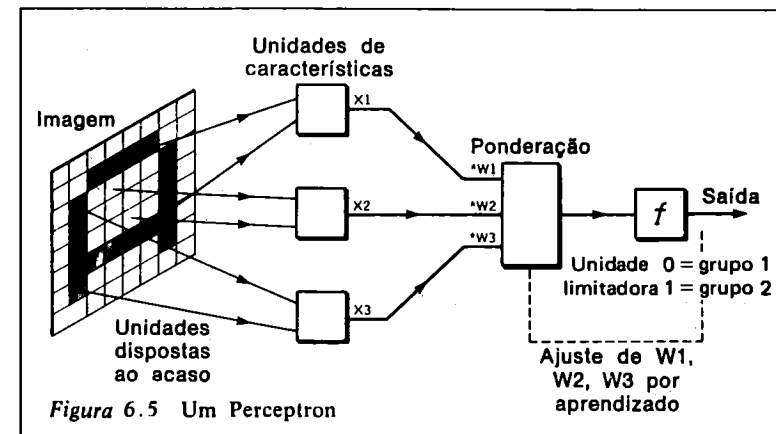 Unidades de
características
Imagem
X1
Ponderação
*W1
X2
*W2
f
Saída
*W3
Unidade 0 = grupo 1
limitadora 1 = grupo 2
X3
Unidades
dispostas
ao acaso
Ajuste de W1,
W2, W3 por
aprendizado
Figura 6.5 Um Perceptron